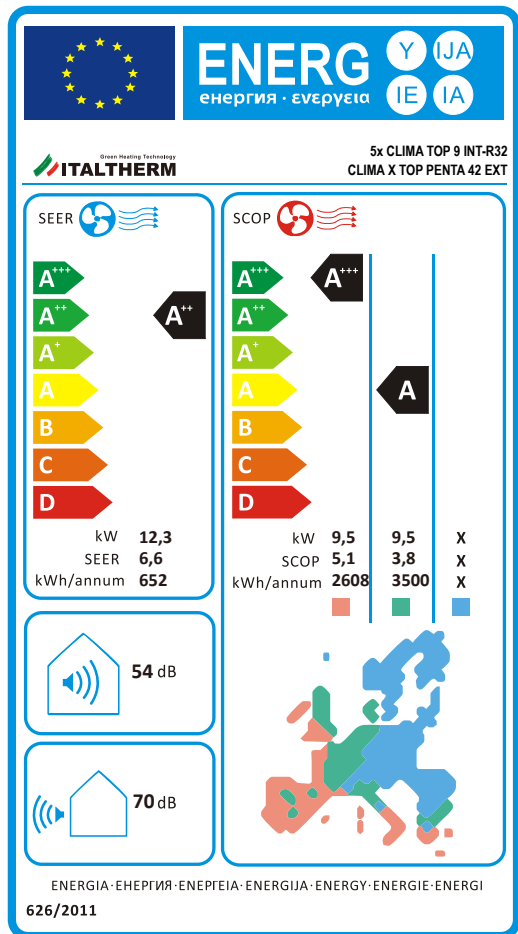 ENERG
енергия · ενεργεια
Y
IJA
IE
IA
Green Heating Technology
ITALTHERM
5x CLIMA TOP 9 INT-R32
CLIMA X TOP PENTA 42 EXT
SEER
A+++
A++
A+
A
B
C
D
A++
kW 12,3
SEER 6,6
kWh/annum 652
SCOP
A+++
A++
A+
A
B
C
D
A+++
A
kW 9,5 9,5 X
SCOP 5,1 3,8 X
kWh/annum 2608 3500 X
54 dB
70 dB
ENERGIA·ЕНЕРГИЯ·ΕΝΕΡΓΕΙΑ·ENERGIJA·ENERGY·ENERGIE·ENERGI
626/2011